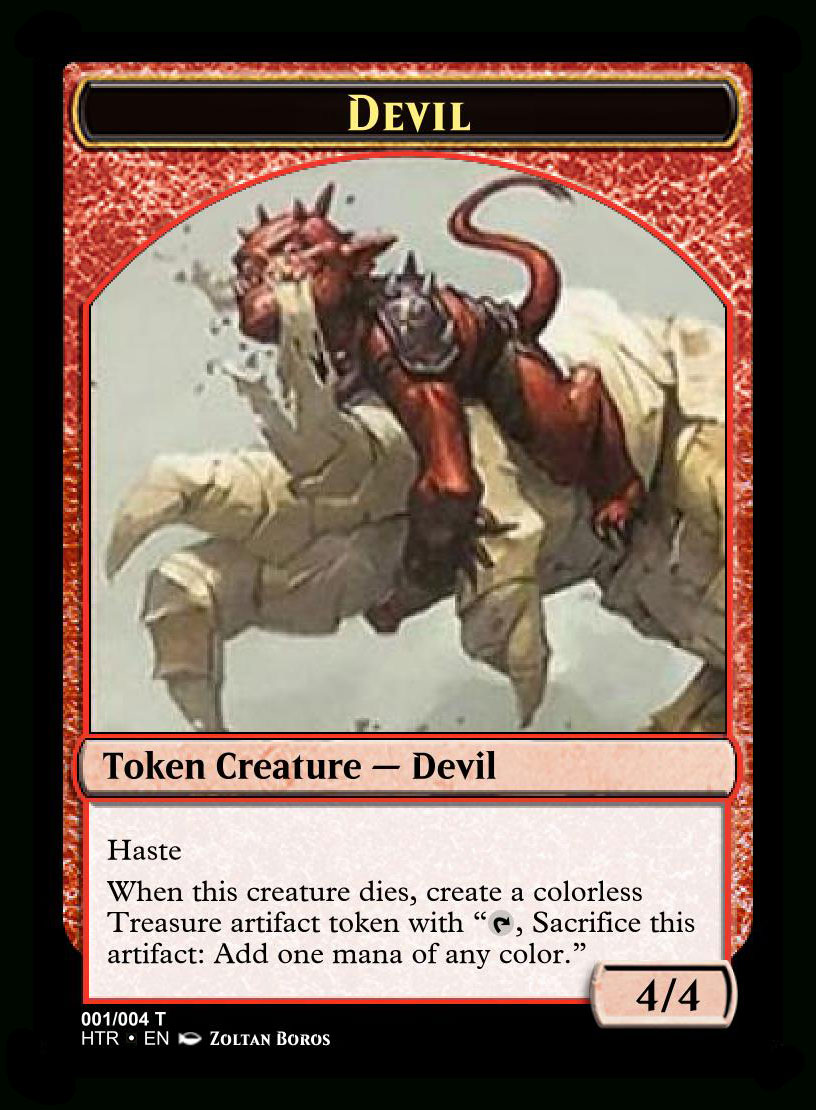 Devil
Token Creature — Devil
Haste
When this creature dies, create a colorless
Treasure artifact token with “, Sacrifice this
artifact: Add one mana of any color.”
4/4
001/004 T
HTR • EN Zoltan Boros